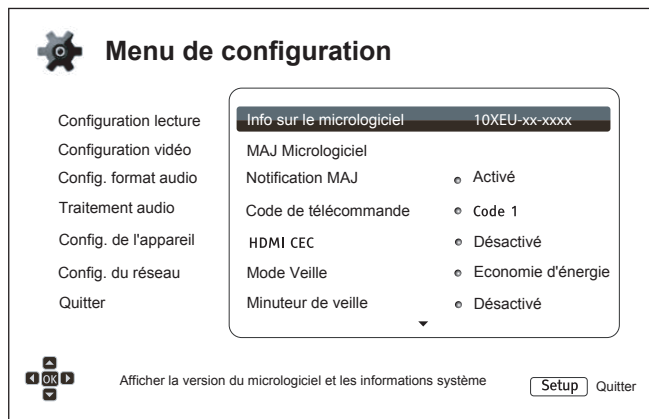 Menu de configuration
Configuration lecture
Configuration vidéo
Config. format audio
Traitement audio
Config. de l'appareil
Config. du réseau
Quitter
Info sur le micrologiciel 10XEU-xx-xxxx
MAJ Micrologiciel
Notification MAJ Activé
Code de télécommande Code 1
HDMI CEC Désactivé
Mode Veille Economie d'énergie
Minuteur de veille Désactivé
OK
Afficher la version du micrologiciel et les informations système
Setup Quitter